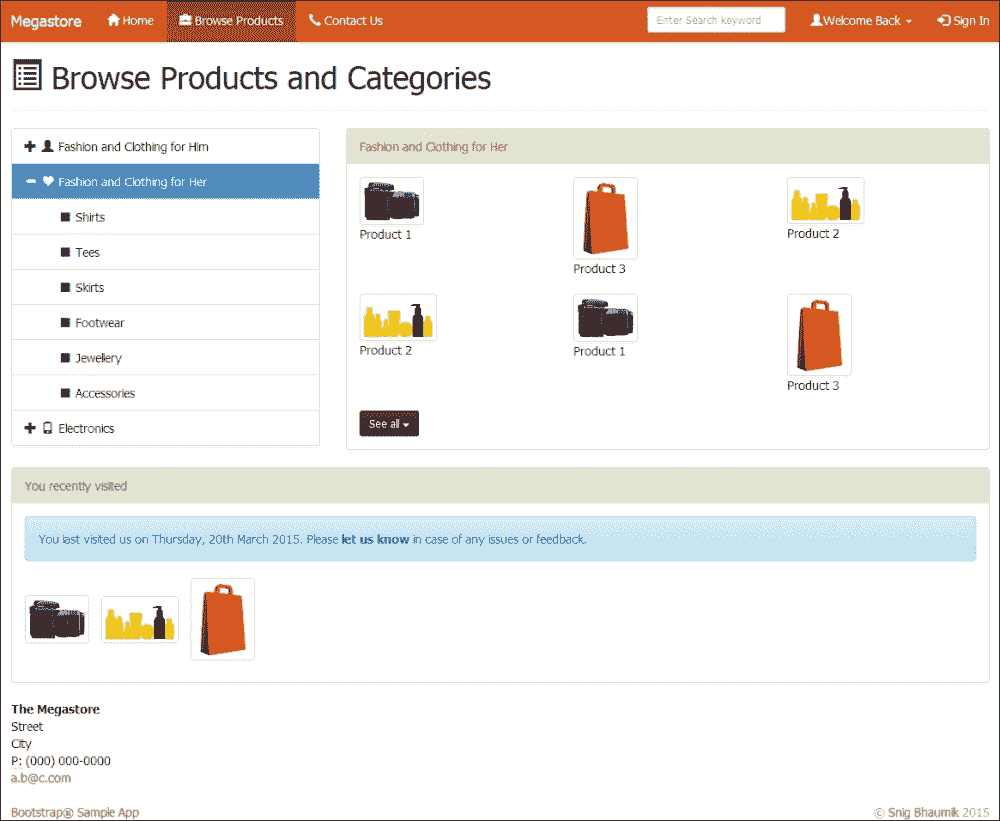 Megastore Home Browse Products Contact Us Enter Search keyword Welcome Back Sign In
Browse Products and Categories
Fashion and Clothing for Him
Fashion and Clothing for Her
Shirts
Tees
Skirts
Footwear
Jewellery
Accessories
Electronics
Fashion and Clothing for Her
Product 1
Product 3
Product 2
Product 2
Product 1
Product 3
See all
You recently visited
You last visited us on Thursday, 20th March 2015. Please let us know in case of any issues or feedback.
The Megastore
Street
City
P: (000) 000-0000
a.b@c.com
Bootstrap® Sample App
© Snig Bhaumik 2015